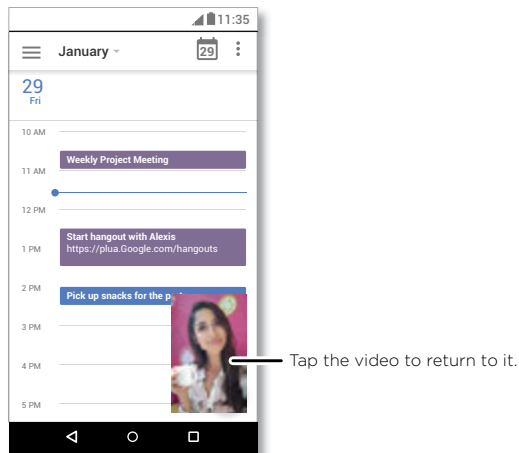 11:35
January
29
29
Fri
10 AM
Weekly Project Meeting
11 AM
12 PM
Start hangout with Alexis
1 PM
https://plua.Google.com/hangouts
2 PM
Pick up snacks for the
3 PM
Tap the video to return to it.
4 PM
5 PM